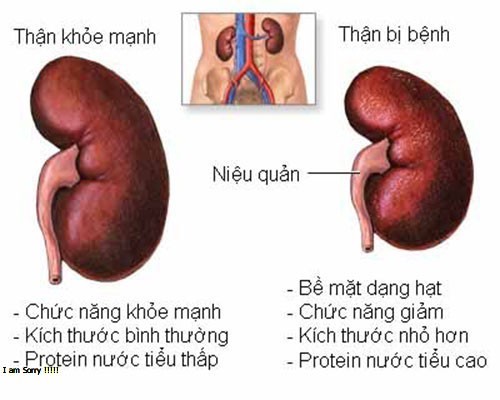 Thận khỏe mạnh
Thận bị bệnh
Niệu quản
- Chức năng khỏe mạnh
- Kích thước bình thường
- Protein nước tiểu thấp
- Bề mặt dạng hạt
- Chức năng giảm
- Kích thước nhỏ hơn
- Protein nước tiểu cao
I am Sorry !!!!!